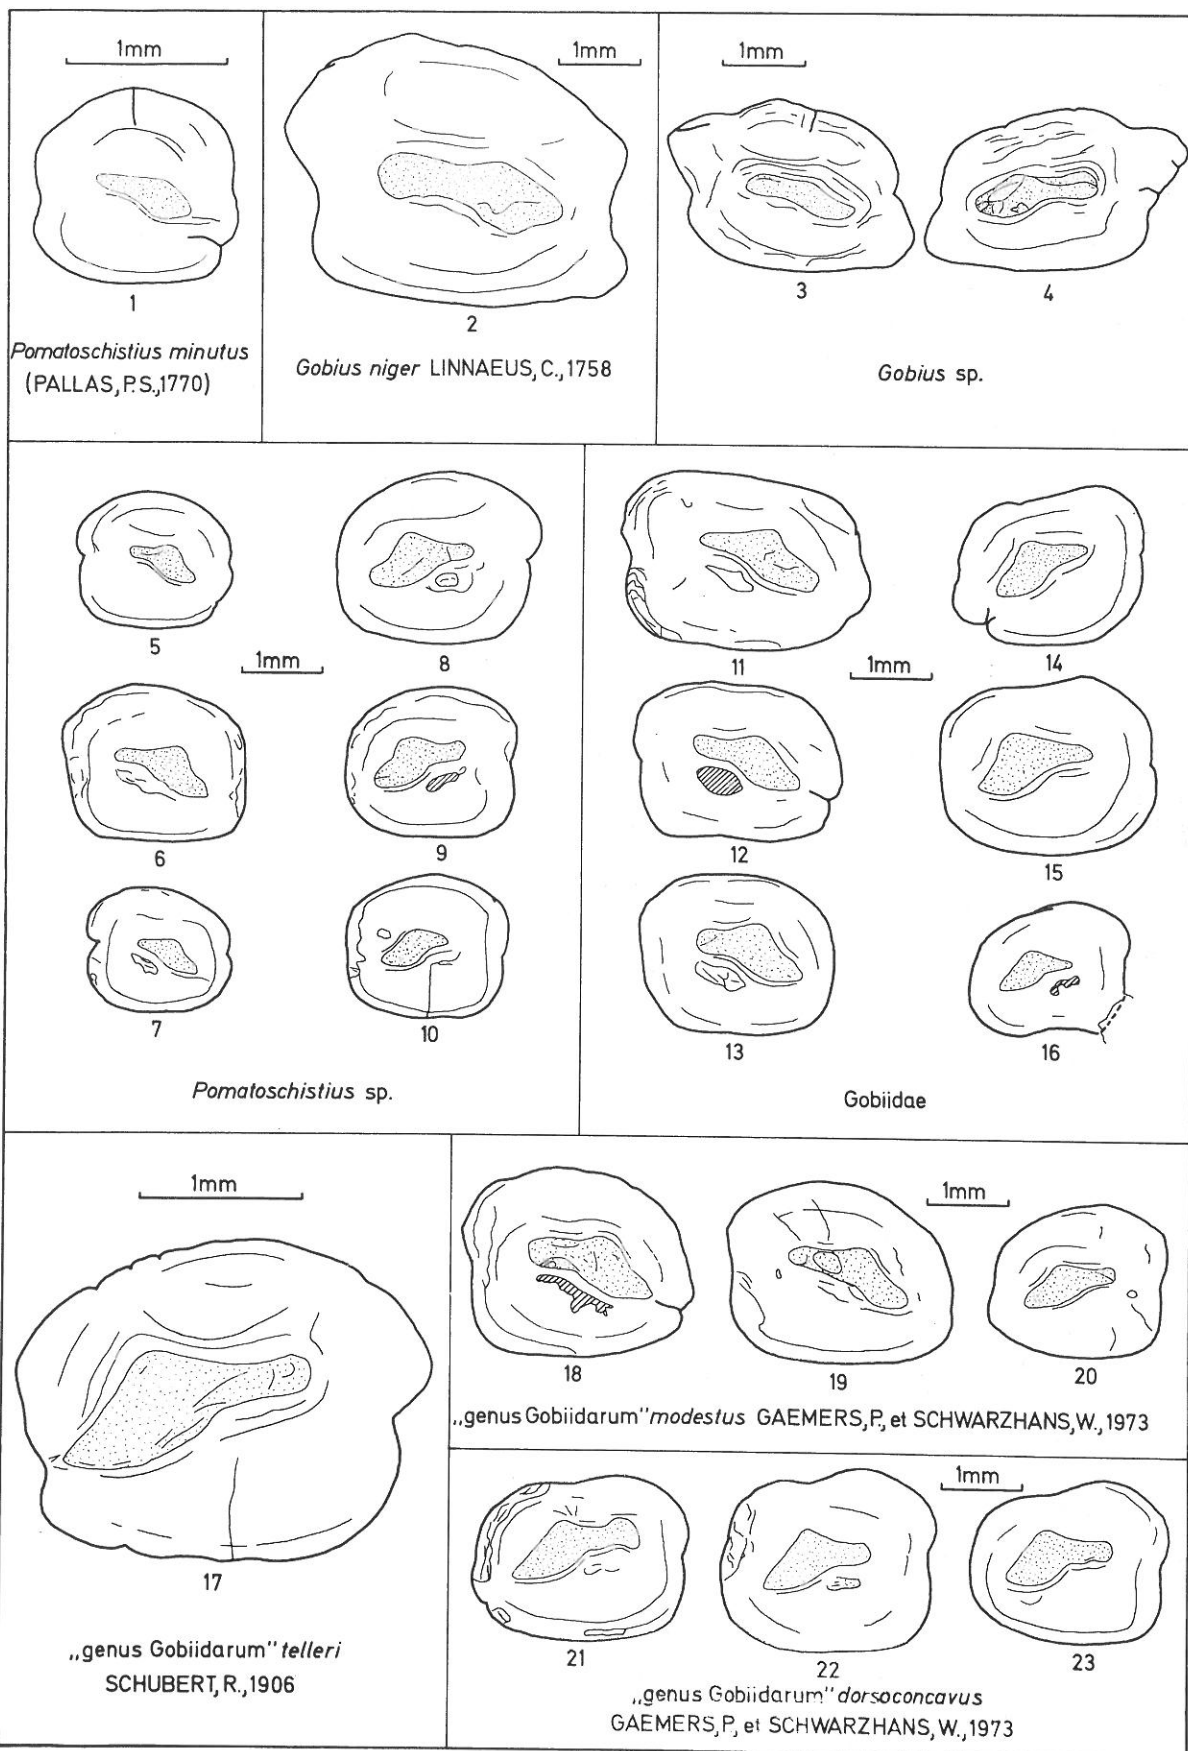 1mm
1
Pomatoschistius minutus
(PALLAS, P.S., 1770)
1mm
2
Gobius niger LINNAEUS, C., 1758
1mm
3
4
Gobius sp.
5
8
1mm
6
9
7
10
Pomatoschistius sp.
11
14
1mm
12
15
13
16
Gobiidae
1mm
17
„genus Gobiidarum" telleri
SCHUBERT, R., 1906
1mm
18
19
20
„genus Gobiidarum" modestus GAEMERS, P., et SCHWARZHANS, W., 1973
1mm
21
22
23
„genus Gobiidarum" dorsoconcavus
GAEMERS, P., et SCHWARZHANS, W., 1973